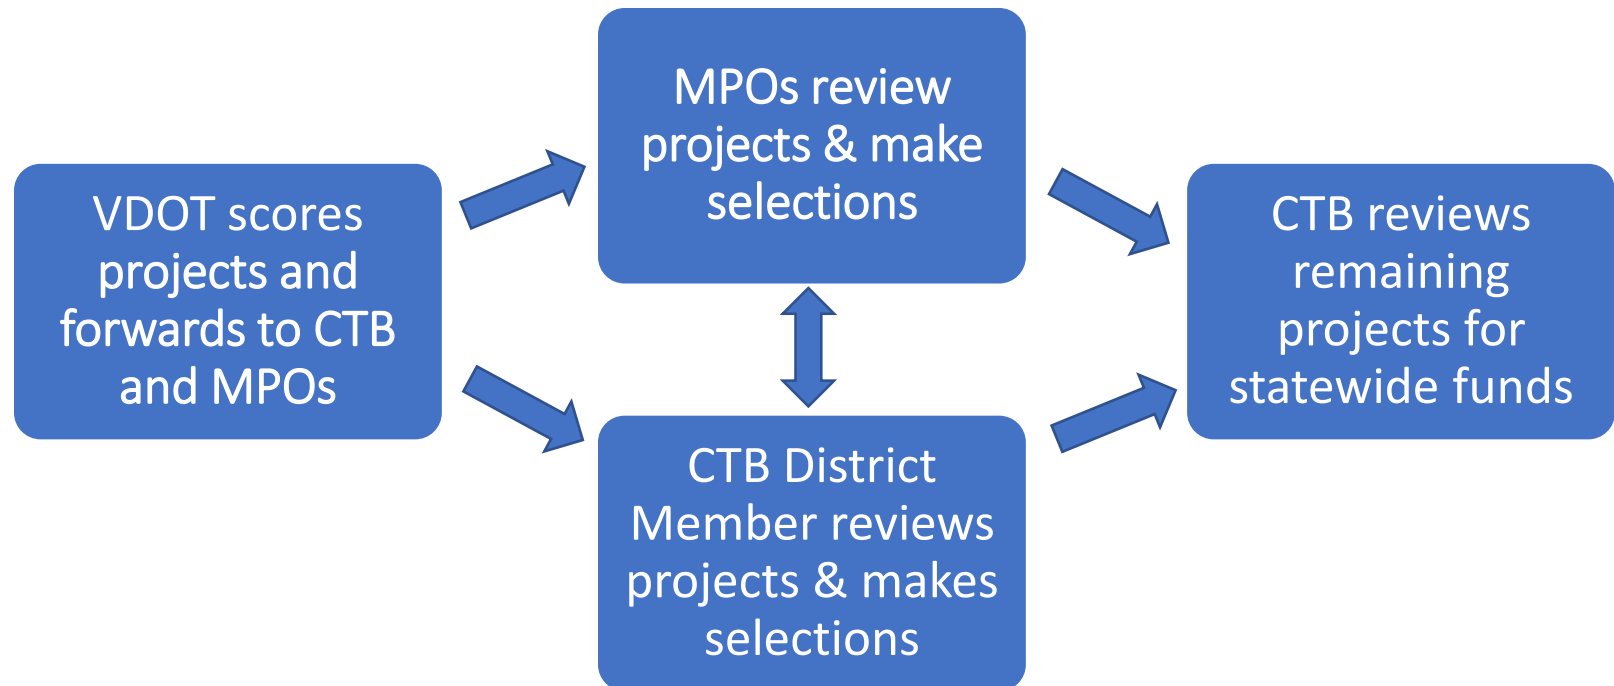 VDOT scores
projects and
forwards to CTB
and MPOs
MPOs review
projects & make
selections
CTB District
Member reviews
projects & makes
selections
CTB reviews
remaining
projects for
statewide funds